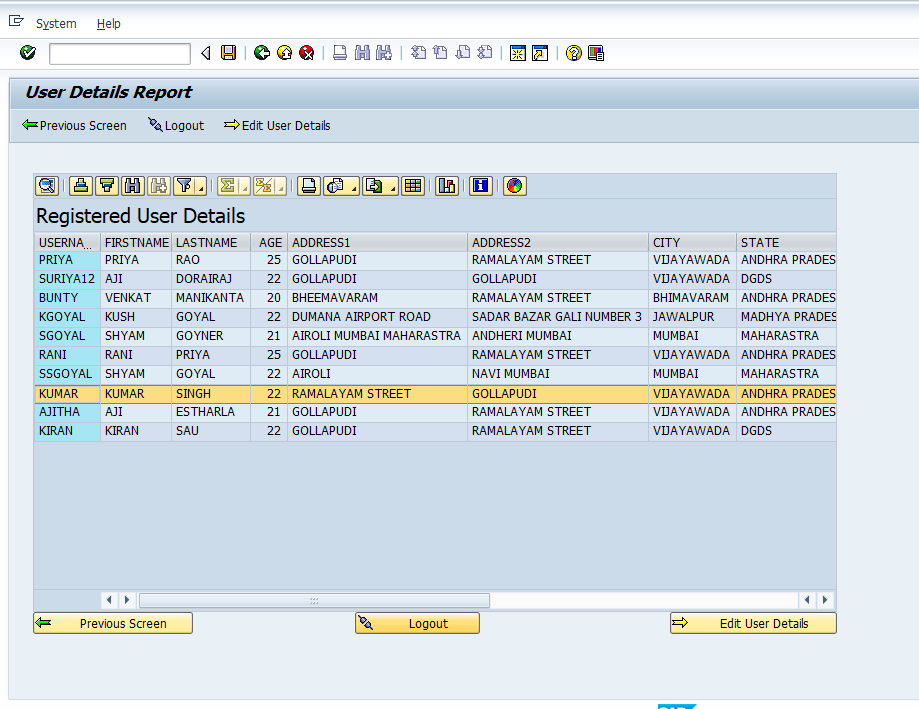 System Help
User Details Report
Previous Screen Logout Edit User Details
Registered User Details
USERNA... FIRSTNAME LASTNAME AGE ADDRESS1 ADDRESS2 CITY STATE
PRIYA PRIYA RAO 25 GOLLAPUDI RAMALAYAM STREET VIJAYAWADA ANDHRA PRADES
SURIYA12 AJI DORAIRAJ 22 GOLLAPUDI GOLLAPUDI VIJAYAWADA DGDS
BUNTY VENKAT MANIKANTA 20 BHEEMAVARAM RAMALAYAM STREET BHIMAVARAM ANDHRA PRADES
KGOYAL KUSH GOYAL 22 DUMANA AIRPORT ROAD SADAR BAZAR GALI NUMBER 3 JAWALPUR MADHYA PRADES
SGOYAL SHYAM GOYNER 21 AIROLI MUMBAI MAHARASTRA ANDHERI MUMBAI MUMBAI MAHARASTRA
RANI RANI PRIYA 25 GOLLAPUDI RAMALAYAM STREET VIJAYAWADA ANDHRA PRADES
SSGOYAL SHYAM GOYAL 22 AIROLI NAVI MUMBAI MUMBAI MAHARASTRA
KUMAR KUMAR SINGH 22 RAMALAYAM STREET GOLLAPUDI VIJAYAWADA ANDHRA PRADES
AJITHA AJI ESTHARLA 21 GOLLAPUDI RAMALAYAM STREET VIJAYAWADA ANDHRA PRADES
KIRAN KIRAN SAU 22 GOLLAPUDI RAMALAYAM STREET VIJAYAWADA DGDS
Previous Screen Logout Edit User Details